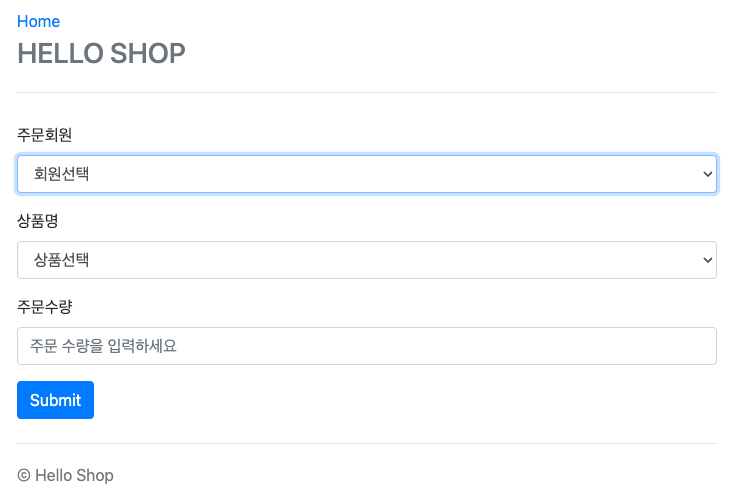 Home
HELLO SHOP
주문회원
회원선택
상품명
상품선택
주문수량
주문 수량을 입력하세요
Submit
© Hello Shop